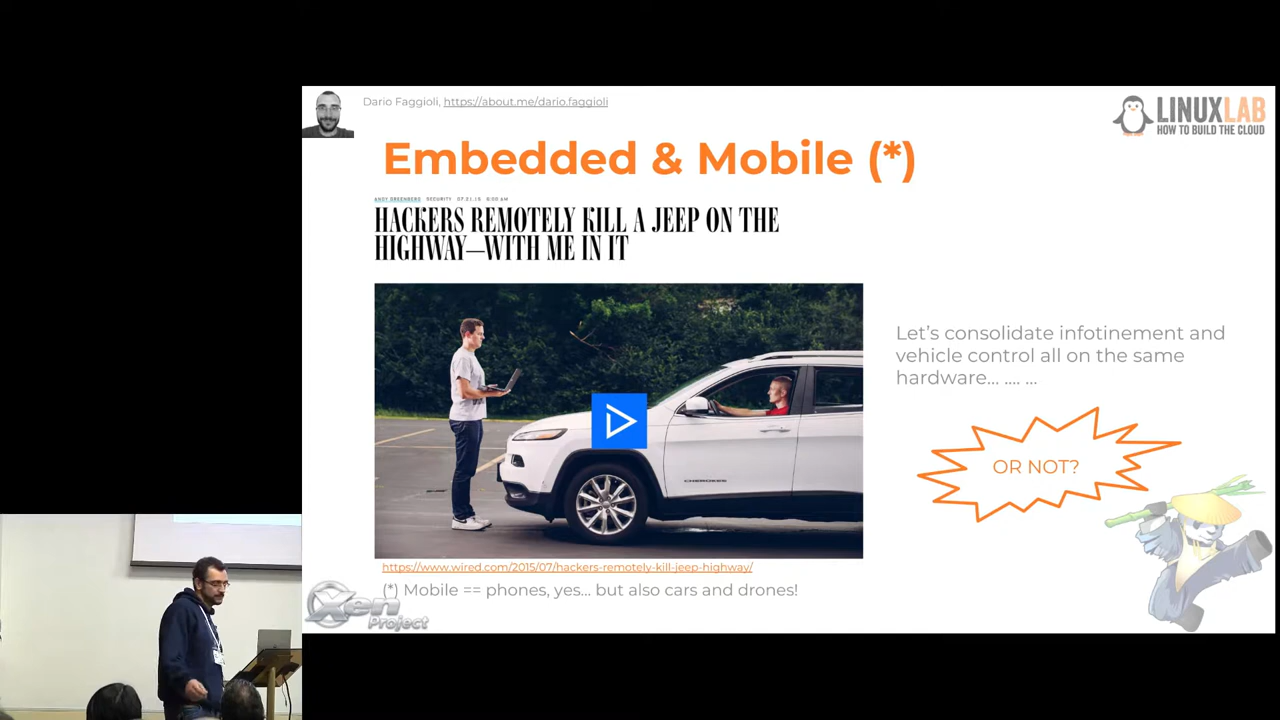 Dario Faggioli, https://about.me/dario.faggioli
LINUXLAB
HOW TO BUILD THE CLOUD
Embedded & Mobile (*)
ANDY GREENBERG SECURITY 07.21.15 6:00 AM
HACKERS REMOTELY KILL A JEEP ON THE
HIGHWAY—WITH ME IN IT
Let's consolidate infotinement and
vehicle control all on the same
hardware... .... ...
OR NOT?
CHEROKEE
https://www.wired.com/2015/07/hackers-remotely-kill-jeep-highway/
(*) Mobile == phones, yes... but also cars and drones!
Xen
Project